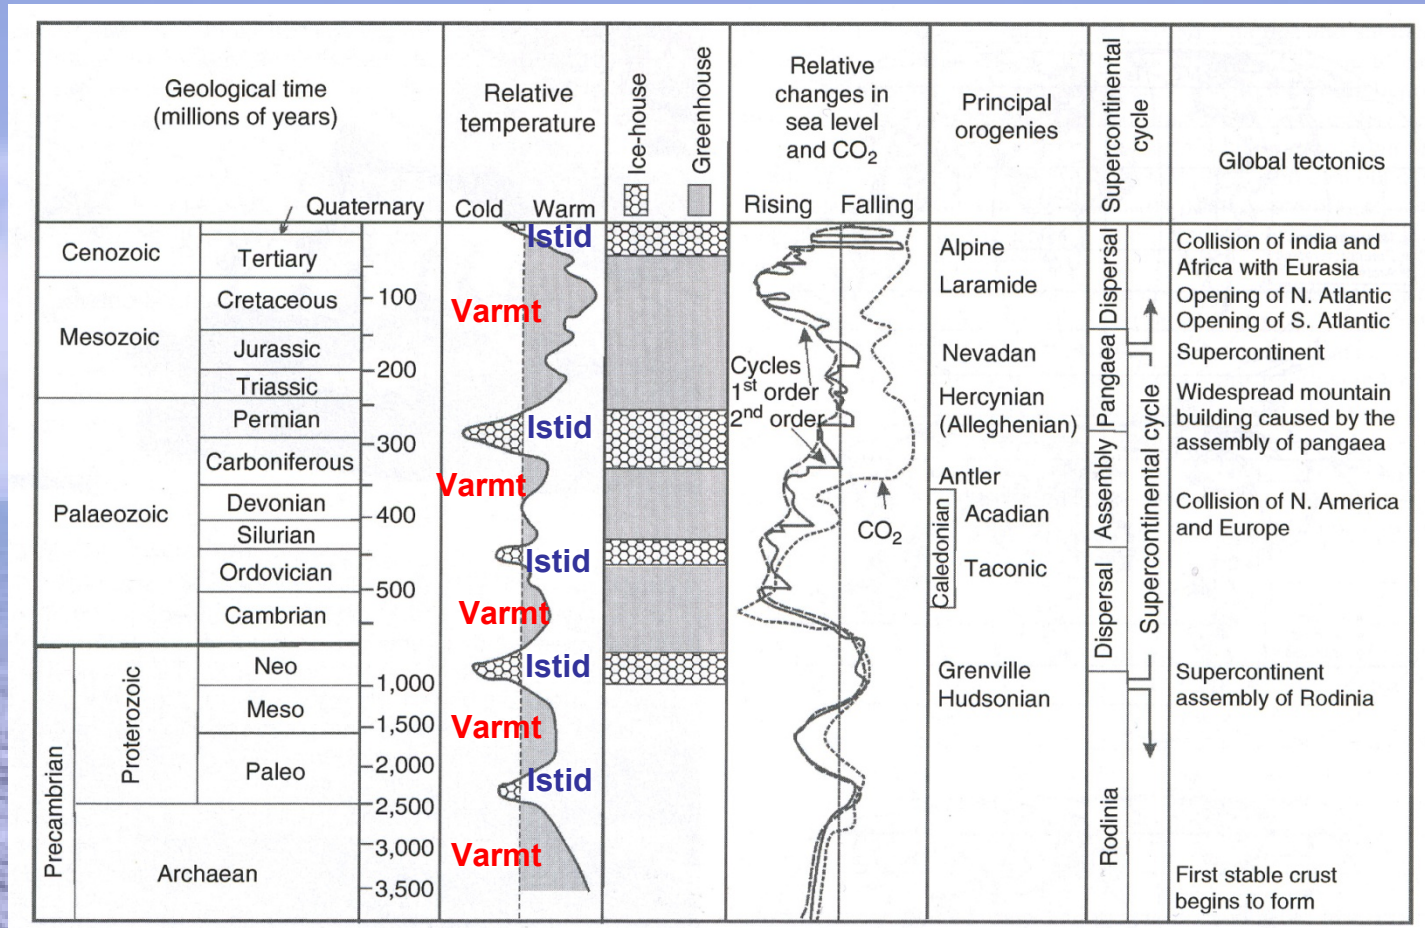 Geological time
(millions of years)
Relative
temperature
Cold Warm
Ice-house
Greenhouse
Relative
changes in
sea level
and CO2
Rising Falling
Principal
orogenies
Supercontinental
cycle
Global tectonics
Quaternary
Cenozoic
Tertiary
Mesozoic
Cretaceous
Jurassic
Triassic
Palaeozoic
Permian
Carboniferous
Devonian
Silurian
Ordovician
Cambrian
Precambrian
Proterozoic
Neo
Meso
Paleo
Archaean
100
200
300
400
500
1,000
1,500
2,000
2,500
3,000
3,500
Istid
Varmt
Istid
Varmt
Istid
Varmt
Istid
Varmt
Istid
Varmt
Cycles
1st order
2nd order
CO2
Alpine
Laramide
Nevadan
Hercynian
(Alleghenian)
Antler
Caledonian
Acadian
Taconic
Grenville
Hudsonian
Dispersal
Pangaea
Assembly
Dispersal
Rodinia
Supercontinental cycle
Collision of india and
Africa with Eurasia
Opening of N. Atlantic
Opening of S. Atlantic
Supercontinent
Widespread mountain
building caused by the
assembly of pangaea
Collision of N. America
and Europe
Supercontinent
assembly of Rodinia
First stable crust
begins to form